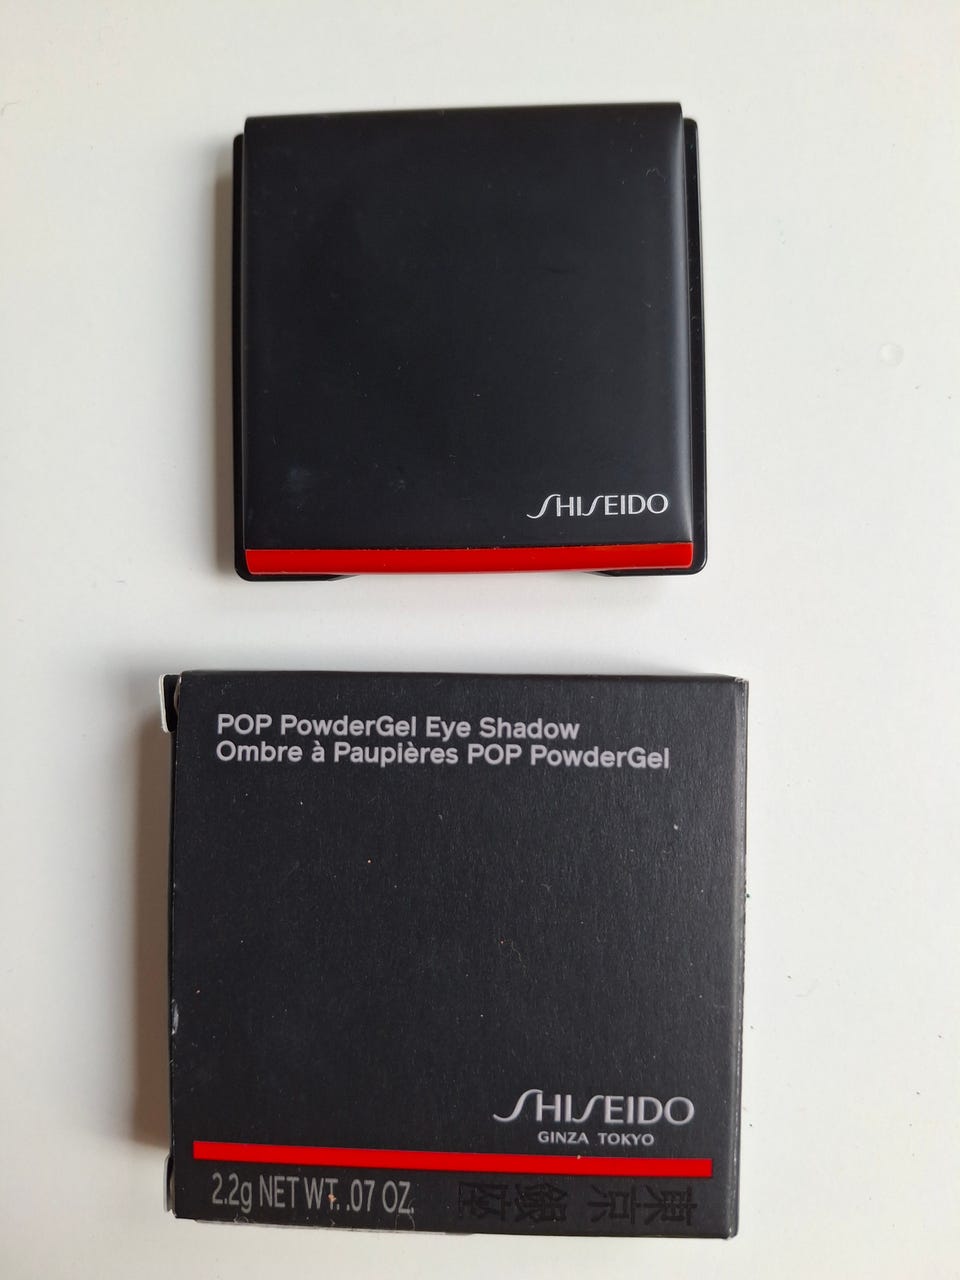 SHISEIDO
POP PowderGel Eye Shadow
Ombre à Paupières POP PowderGel
SHISEIDO
GINZA TOKYO
2.2g NET WT. .07 OZ.
東京銀座